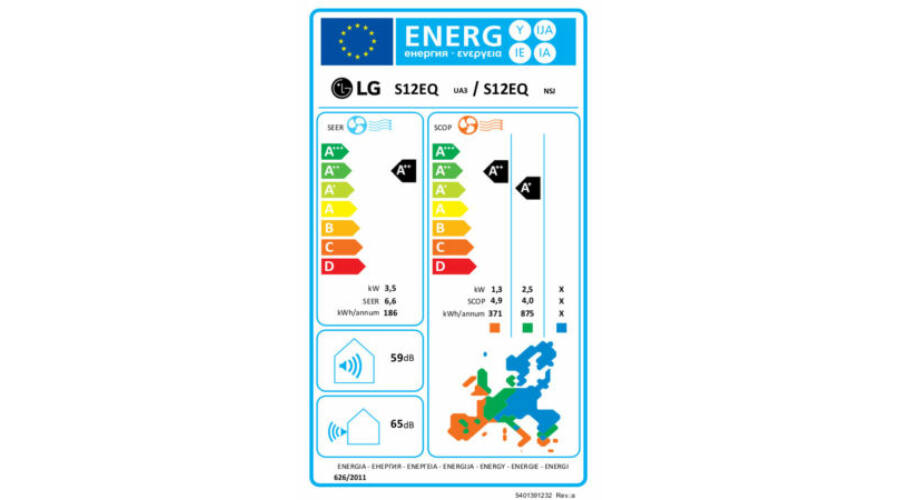 ENERG Y IJA IE IA
енергия · ενεργεια
LG S12EQ UA3 / S12EQ NSJ
SEER
A+++
A++ A++
A+
A
B
C
D
kW 3,5
SEER 6,6
kWh/annum 186
SCOP
A+++
A++ A++
A+ A+
A
B
C
D
kW 1,3 2,5 X
SCOP 4,9 4,0 X
kWh/annum 371 875 X
59dB
65dB
ENERGIA - ЕНЕРГИЯ - ΕΝΕΡΓΕΙΑ - ENERGIJA - ENERGY - ENERGIE - ENERGI
626/2011
5401391232 Rev:a